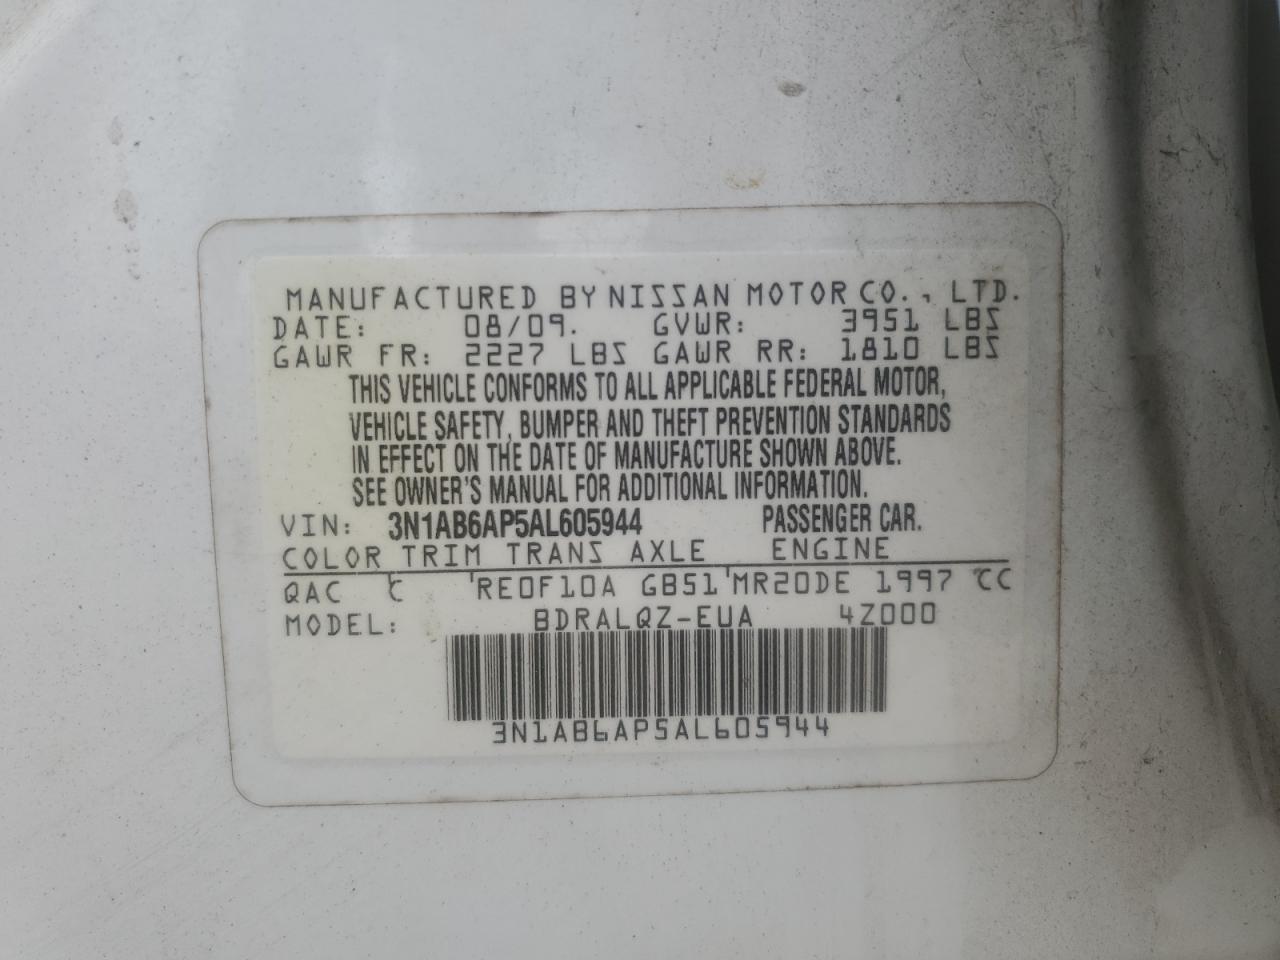 MANUFACTURED BY NISSAN MOTOR CO., LTD.
DATE: 08/09. GVWR: 3951 LBS
GAWR FR: 2227 LBS GAWR RR: 1810 LBS
THIS VEHICLE CONFORMS TO ALL APPLICABLE FEDERAL MOTOR,
VEHICLE SAFETY, BUMPER AND THEFT PREVENTION STANDARDS
IN EFFECT ON THE DATE OF MANUFACTURE SHOWN ABOVE.
SEE OWNER'S MANUAL FOR ADDITIONAL INFORMATION.
VIN: 3N1AB6AP5AL605944 PASSENGER CAR.
COLOR TRIM TRANS AXLE ENGINE
QAC C RE0F10A GB51 MR20DE 1997 CC
MODEL: BDRALQZ-EUA 4Z000
3N1AB6AP5AL605944